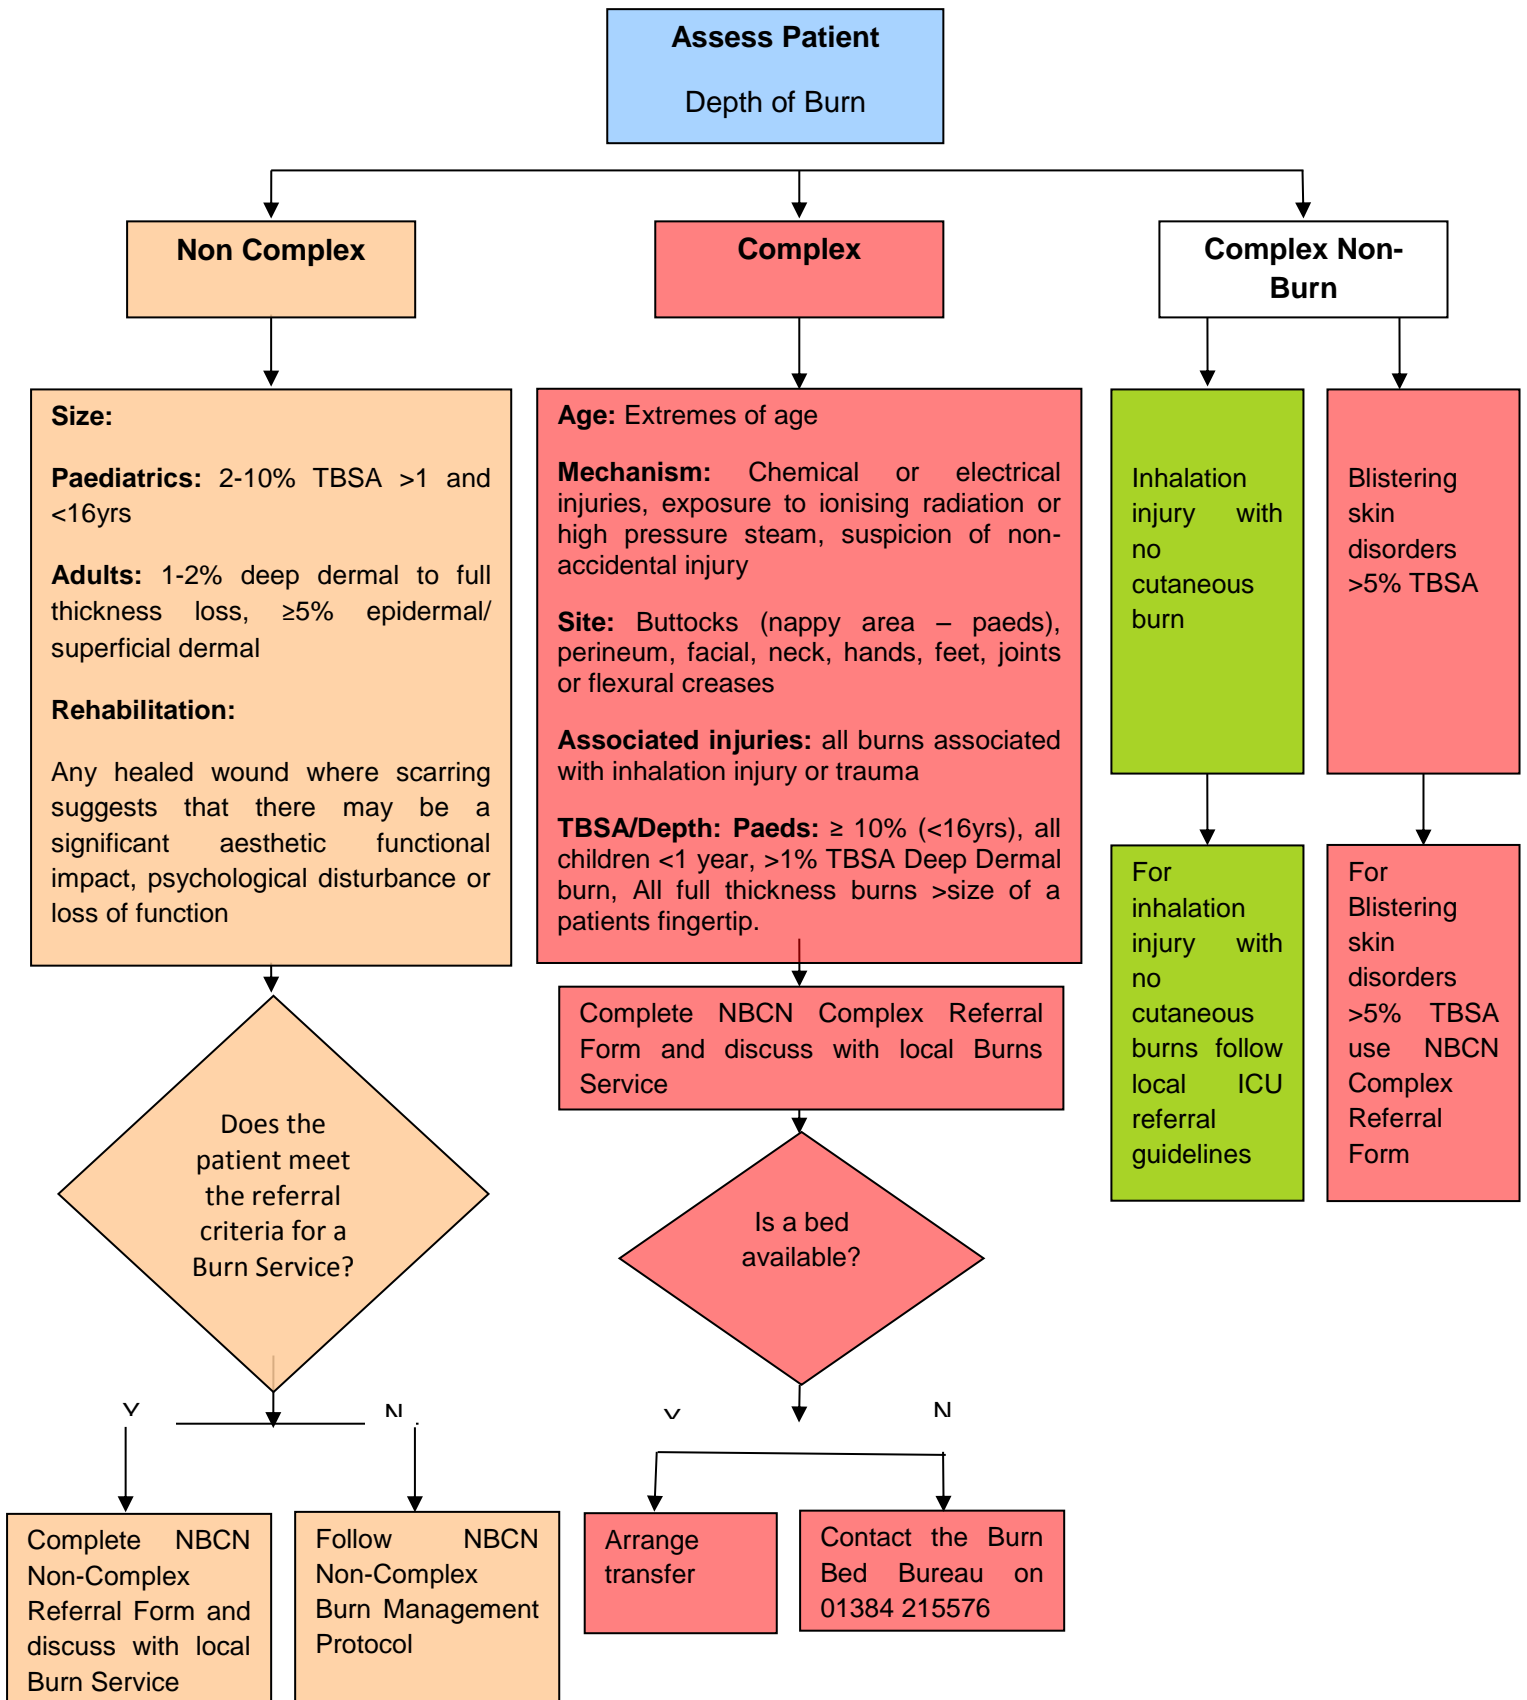 Assess Patient
Depth of Burn
Non Complex
Complex
Complex Non-
Burn
Size:
Paediatrics: 2-10% TBSA >1 and
<16yrs
Adults: 1-2% deep dermal to full
thickness loss, ≥5% epidermal/
superficial dermal
Rehabilitation:
Any healed wound where scarring
suggests that there may be a
significant aesthetic functional
impact, psychological disturbance or
loss of function
Age: Extremes of age
Mechanism: Chemical or electrical
injuries, exposure to ionising radiation or
high pressure steam, suspicion of non-
accidental injury
Site: Buttocks (nappy area – paeds),
perineum, facial, neck, hands, feet, joints
or flexural creases
Associated injuries: all burns associated
with inhalation injury or trauma
TBSA/Depth: Paeds: ≥ 10% (<16yrs), all
children <1 year, >1% TBSA Deep Dermal
burn, All full thickness burns >size of a
patients fingertip.
Inhalation
injury with
no
cutaneous
burn
Blistering
skin
disorders
>5% TBSA
For
inhalation
injury with
no
cutaneous
burns follow
local ICU
referral
guidelines
For
Blistering
skin
disorders
>5% TBSA
use NBCN
Complex
Referral
Form
Complete NBCN Complex Referral
Form and discuss with local Burns
Service
Does the
patient meet
the referral
criteria for a
Burn Service?
Is a bed
available?
Y
N
Y
N
Complete NBCN
Non-Complex
Referral Form and
discuss with local
Burn Service
Follow NBCN
Non-Complex
Burn Management
Protocol
Arrange
transfer
Contact the Burn
Bed Bureau on
01384 215576